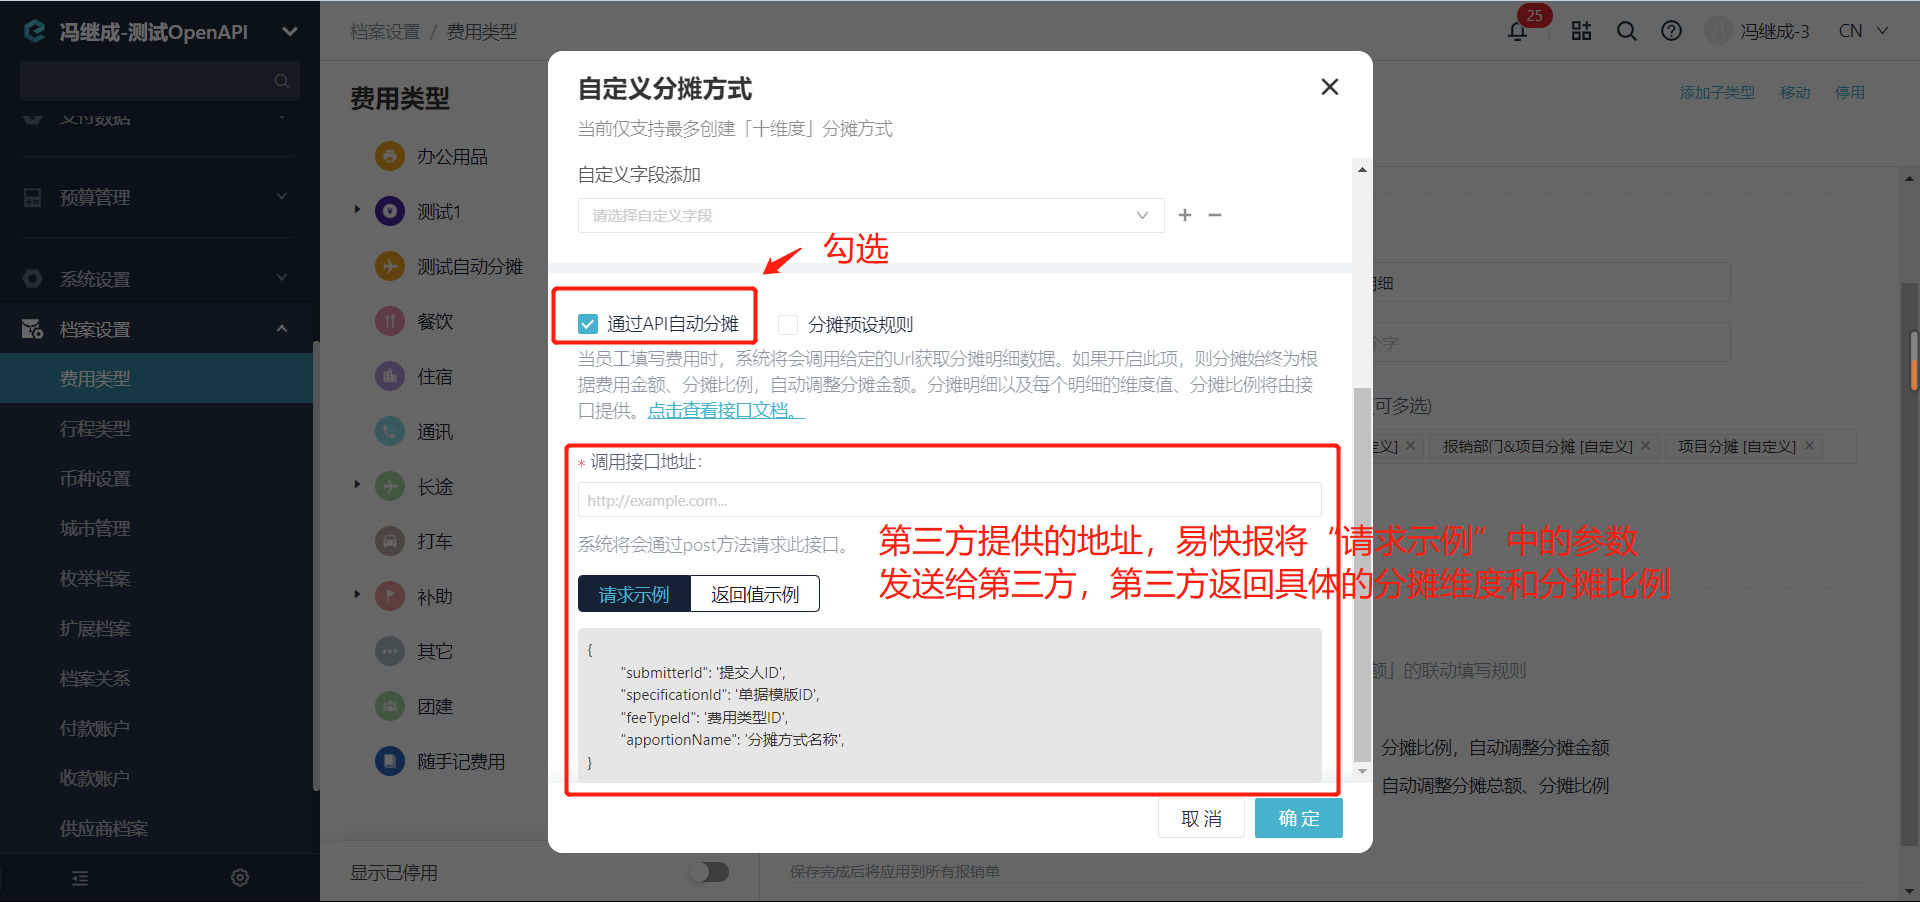 冯继成-测试OpenAPI
支付数据
预算管理
系统设置
档案设置
费用类型
行程类型
币种设置
城市管理
枚举档案
扩展档案
档案关系
付款账户
收款账户
供应商档案
档案设置 / 费用类型
25
冯继成-3
CN
费用类型
添加子类型
移动
停用
办公用品
测试1
测试自动分摊
餐饮
住宿
通讯
长途
打车
补助
其它
团建
随手记费用
显示已停用
自定义分摊方式
当前仅支持最多创建「十维度」分摊方式
自定义字段添加
请选择自定义字段
勾选
通过API自动分摊
分摊预设规则
当员工填写费用时，系统将会调用给定的Url获取分摊明细数据。如果开启此项，则分摊始终为根
据费用金额、分摊比例，自动调整分摊金额。分摊明细以及每个明细的维度值、分摊比例将由接
口提供。点击查看接口文档。
* 调用接口地址：
http://example.com...
系统将会通过post方法请求此接口。
第三方提供的地址，易快报将“请求示例”中的参数
发送给第三方，第三方返回具体的分摊维度和分摊比例
请求示例
返回值示例
{
"submitterId": '提交人ID',
"specificationId": '单据模版ID',
"feeTypeId": '费用类型ID',
"apportionName": '分摊方式名称',
}
取 消
确 定
细
个字
可多选)
义]
报销部门&项目分摊 [自定义]
项目分摊 [自定义]
额」的联动填写规则
分摊比例，自动调整分摊金额
自动调整分摊总额、分摊比例
保存完成后将应用到所有报销单